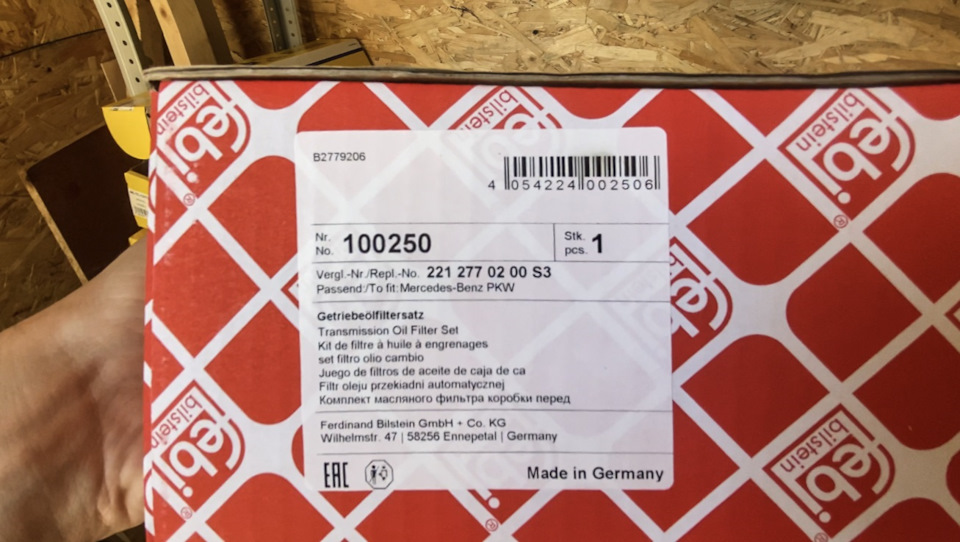 febi
bilstein
B2779206
4 054224 002506
Nr.
No. 100250
Stk.
pcs. 1
Vergl.-Nr./Repl.-No. 221 277 02 00 S3
Passend:/To fit: Mercedes-Benz PKW
Getriebeölfiltersatz
Transmission Oil Filter Set
Kit de filtre à huile à engrenages
set filtro olio cambio
Juego de filtros de aceite de caja de ca
Filtr oleju przekładni automatycznej
Комплект масляного фильтра коробки перед
Ferdinand Bilstein GmbH + Co. KG
Wilhelmstr. 47 | 58256 Ennepetal | Germany
EAC
Made in Germany
febi
bilstein
febi
bilstein
febi
febi
bilstein
febi
bilstein